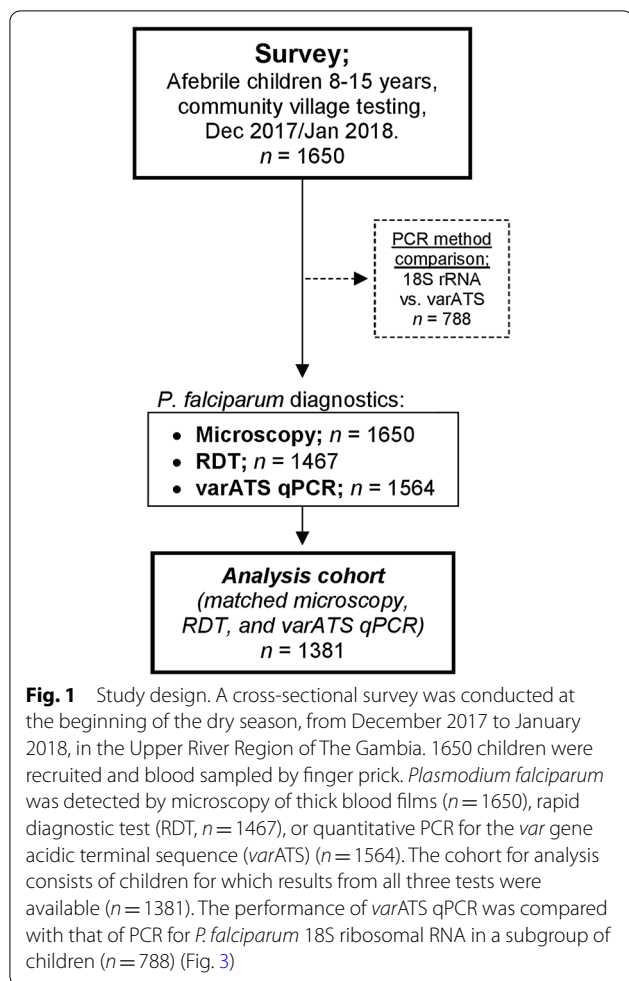 Survey;
Afebrile children 8-15 years,
community village testing,
Dec 2017/Jan 2018.
n = 1650
PCR method
comparison;
18S rRNA
vs. varATS
n = 788
P. falciparum diagnostics:
• Microscopy; n = 1650
• RDT; n = 1467
• varATS qPCR; n = 1564
Analysis cohort
(matched microscopy,
RDT, and varATS qPCR)
n = 1381
Fig. 1 Study design. A cross-sectional survey was conducted at
the beginning of the dry season, from December 2017 to January
2018, in the Upper River Region of The Gambia. 1650 children were
recruited and blood sampled by finger prick. Plasmodium falciparum
was detected by microscopy of thick blood films (n = 1650), rapid
diagnostic test (RDT, n = 1467), or quantitative PCR for the var gene
acidic terminal sequence (varATS) (n = 1564). The cohort for analysis
consists of children for which results from all three tests were
available (n = 1381). The performance of varATS qPCR was compared
with that of PCR for P. falciparum 18S ribosomal RNA in a subgroup of
children (n = 788) (Fig. 3)